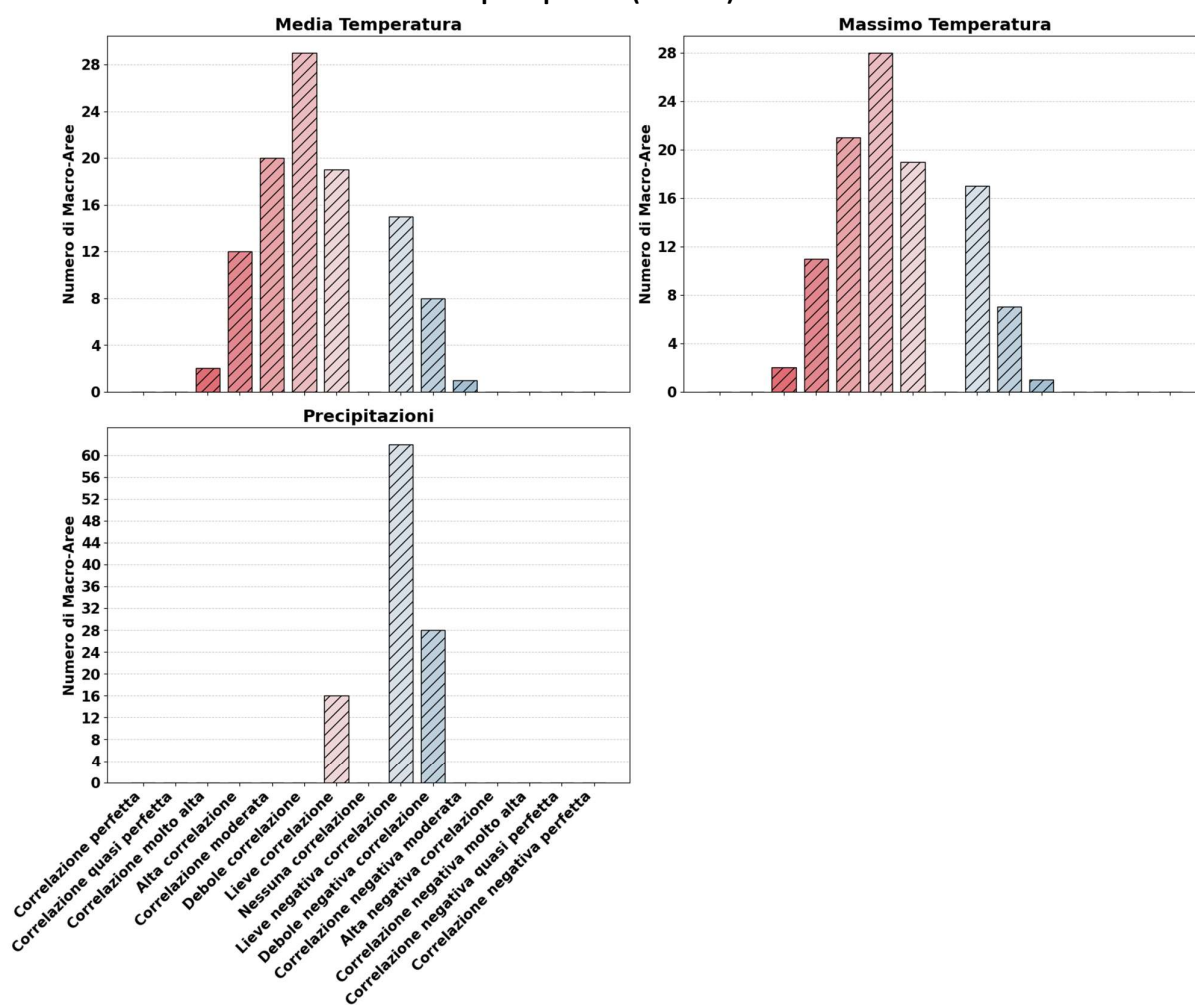 Media Temperatura
Numero di Macro-Aree
28
24
20
16
12
8
4
0
Massimo Temperatura
Numero di Macro-Aree
28
24
20
16
12
8
4
0
Precipitazioni
Numero di Macro-Aree
60
56
52
48
44
40
36
32
28
24
20
16
12
8
4
0
Correlazione perfetta
Correlazione quasi perfetta
Correlazione molto alta
Alta correlazione
Correlazione moderata
Debole correlazione
Lieve correlazione
Nessuna correlazione
Lieve negativa correlazione
Debole negativa correlazione
Correlazione negativa moderata
Alta negativa correlazione
Correlazione negativa molto alta
Correlazione negativa quasi perfetta
Correlazione negativa perfetta